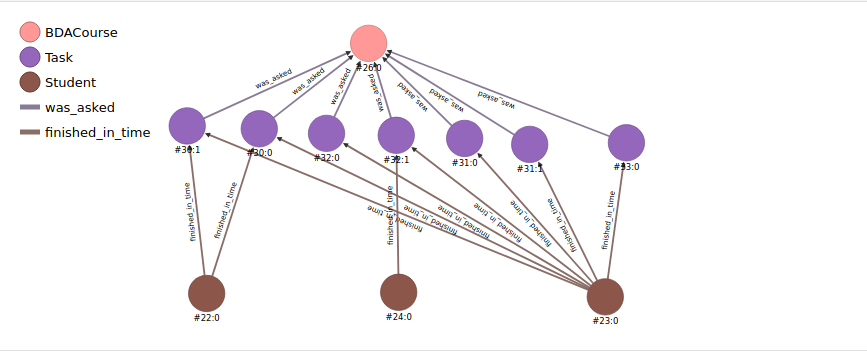 BDACourse
Task
Student
was_asked
finished_in_time
#26:0
was_asked
was_asked
was_asked
was_asked
was_asked
was_asked
was_asked
#30:1
#30:0
#32:0
#32:1
#31:0
#31:1
#33:0
finished_in_time
finished_in_time
finished_in_time
finished_in_time
finished_in_time
finished_in_time
finished_in_time
finished_in_time
finished_in_time
finished_in_time
#22:0
#24:0
#23:0